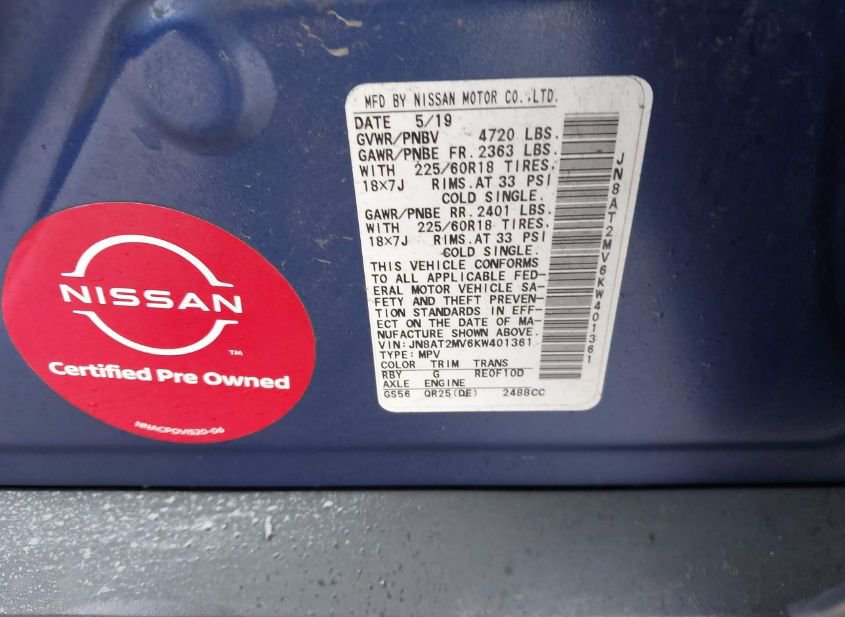 MFD BY NISSAN MOTOR CO.,LTD.
DATE 5/19
GVWR/PNBV 4720 LBS.
GAWR/PNBE FR. 2363 LBS.
WITH 225/60R18 TIRES.
18×7J RIMS.AT 33 PSI
COLD SINGLE.
GAWR/PNBE RR. 2401 LBS.
WITH 225/60R18 TIRES.
18×7J RIMS.AT 33 PSI
COLD SINGLE.
THIS VEHICLE CONFORMS
TO ALL APPLICABLE FED-
ERAL MOTOR VEHICLE SA-
FETY AND THEFT PREVEN-
TION STANDARDS IN EFF-
ECT ON THE DATE OF MA-
NUFACTURE SHOWN ABOVE.
VIN:JN8AT2MV6KW401361
TYPE:MPV
COLOR TRIM TRANS
RBY G RE0F10D
AXLE ENGINE
GS56 QR25(DE) 2488CC
JN8AT2MV6KW401361
NISSAN
TM
Certified Pre Owned
NNACPOVI520-06